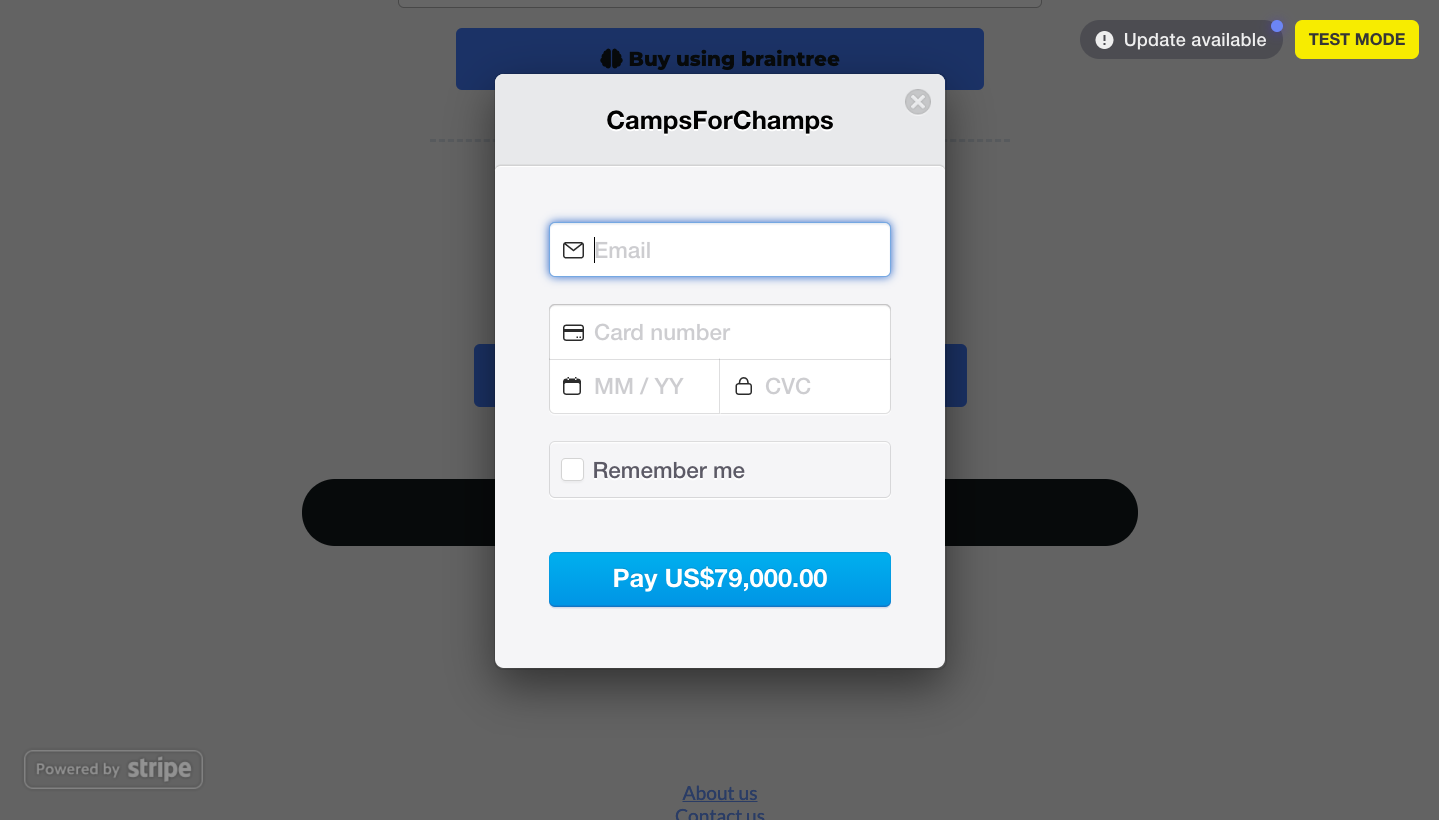 Buy using braintree
Update available
TEST MODE
CampsForChamps
Email
Card number
MM / YY
CVC
Remember me
Pay US$79,000.00
Powered by stripe
About us
Contact us